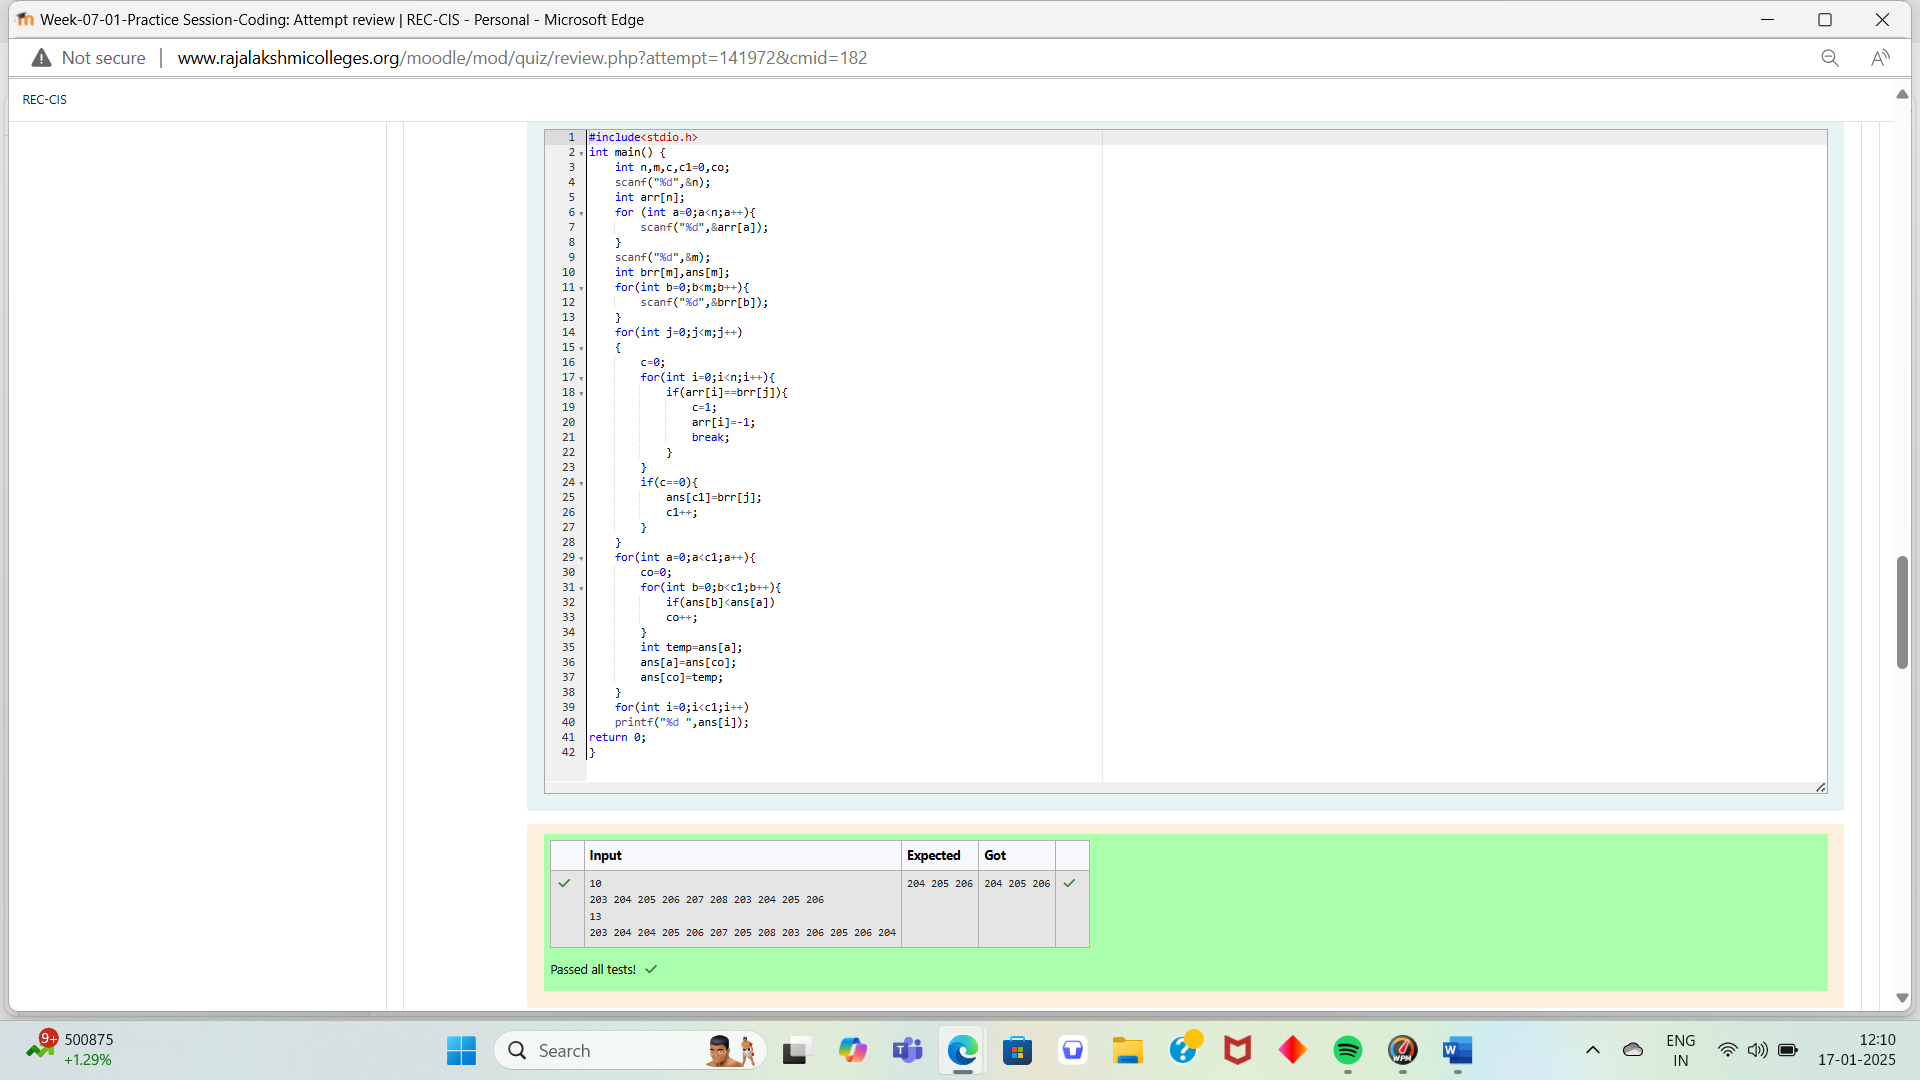 Week-07-01-Practice Session-Coding: Attempt review | REC-CIS - Personal - Microsoft Edge
Not secure | www.rajalakshmicolleges.org/moodle/mod/quiz/review.php?attempt=141972&cmid=182
REC-CIS
1 #include<stdio.h>
2 int main() {
3     int n,m,c,c1=0,co;
4     scanf("%d",&n);
5     int arr[n];
6     for (int a=0;a<n;a++){
7         scanf("%d",&arr[a]);
8     }
9     scanf("%d",&m);
10     int brr[m],ans[m];
11     for(int b=0;b<m;b++){
12         scanf("%d",&brr[b]);
13     }
14     for(int j=0;j<m;j++)
15     {
16         c=0;
17         for(int i=0;i<n;i++){
18             if(arr[i]==brr[j]){
19                 c=1;
20                 arr[i]=-1;
21                 break;
22             }
23         }
24         if(c==0){
25             ans[c1]=brr[j];
26             c1++;
27         }
28     }
29     for(int a=0;a<c1;a++){
30         co=0;
31         for(int b=0;b<c1;b++){
32             if(ans[b]<ans[a])
33             co++;
34         }
35         int temp=ans[a];
36         ans[a]=ans[co];
37         ans[co]=temp;
38     }
39     for(int i=0;i<c1;i++)
40     printf("%d ",ans[i]);
41 return 0;
42 }
Input Expected Got
10 204 205 206 204 205 206
203 204 205 206 207 208 203 204 205 206
13
203 204 204 205 206 207 205 208 203 206 205 206 204
Passed all tests!
9+ 500875
+1.29%
Search
WPM
ENG
IN
12:10
17-01-2025